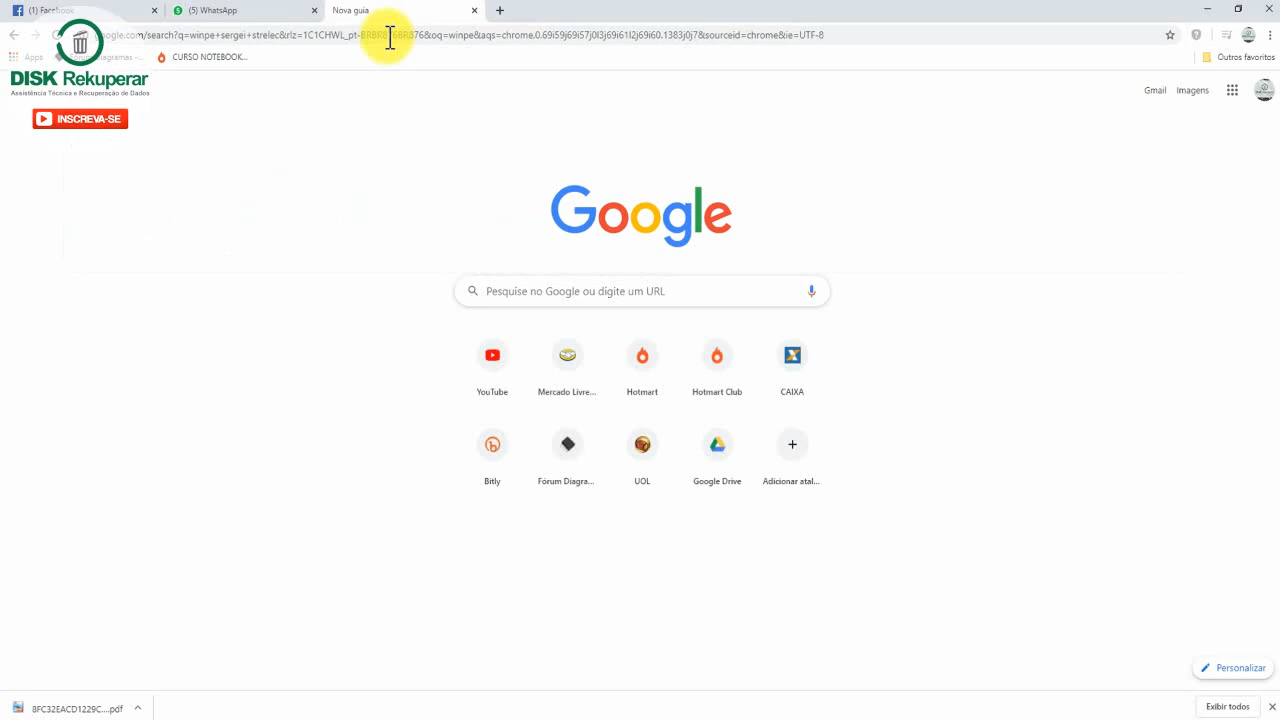 (1) Facebook
(5) WhatsApp
Nova guia
google.com/search?q=winpe+sergei+strelec&rlz=1C1CHWL_pt-BRBR876BR876&oq=winpe&aqs=chrome.0.69i59j69i57j0l3j69i61l2j69i60.1383j0j7&sourceid=chrome&ie=UTF-8
Apps
CURSO NOTEBOOK...
Outros favoritos
DISK Rekuperar
Assistência Técnica e Recuperação de Dados
INSCREVA-SE
Gmail
Imagens
Google
Pesquise no Google ou digite um URL
YouTube
Mercado Livre...
Hotmart
Hotmart Club
CAIXA
Bitly
Fórum Diagra...
UOL
Google Drive
Adicionar atal...
Personalizar
8FC32EACD1229C....pdf
Exibir todos